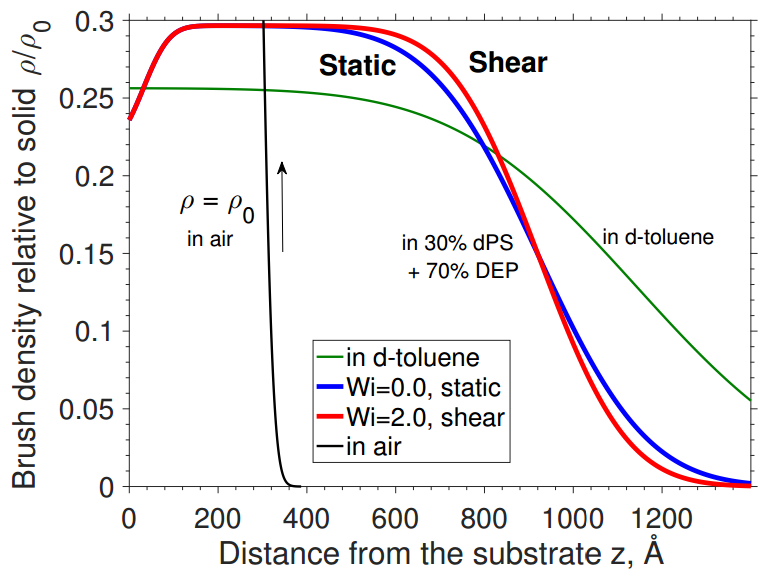 0.3
0.25
0.2
0.15
0.1
0.05
0
Brush density relative to solid ρ/ρ0
Static
Shear
ρ = ρ0
in air
in 30% dPS
+ 70% DEP
in d-toluene
in d-toluene
Wi=0.0, static
Wi=2.0, shear
in air
0 200 400 600 800 1000 1200
Distance from the substrate z, Å